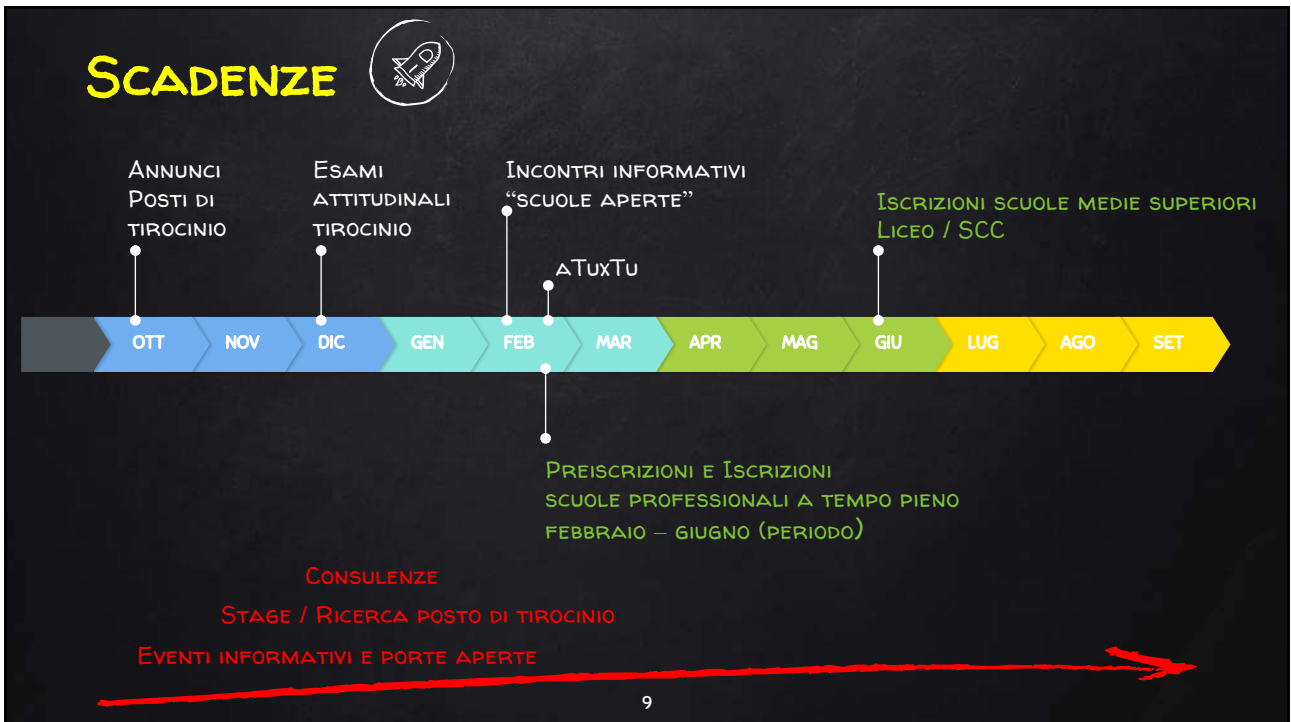 Scadenze
Annunci
Posti di
tirocinio
Esami
attitudinali
tirocinio
Incontri informativi
“scuole aperte”
aTuxTu
Iscrizioni scuole medie superiori
Liceo / SCC
OTT
NOV
DIC
GEN
FEB
MAR
APR
MAG
GIU
LUG
AGO
SET
Preiscrizioni e Iscrizioni
scuole professionali a tempo pieno
febbraio – giugno (periodo)
Consulenze
Stage / Ricerca posto di tirocinio
Eventi informativi e porte aperte
9